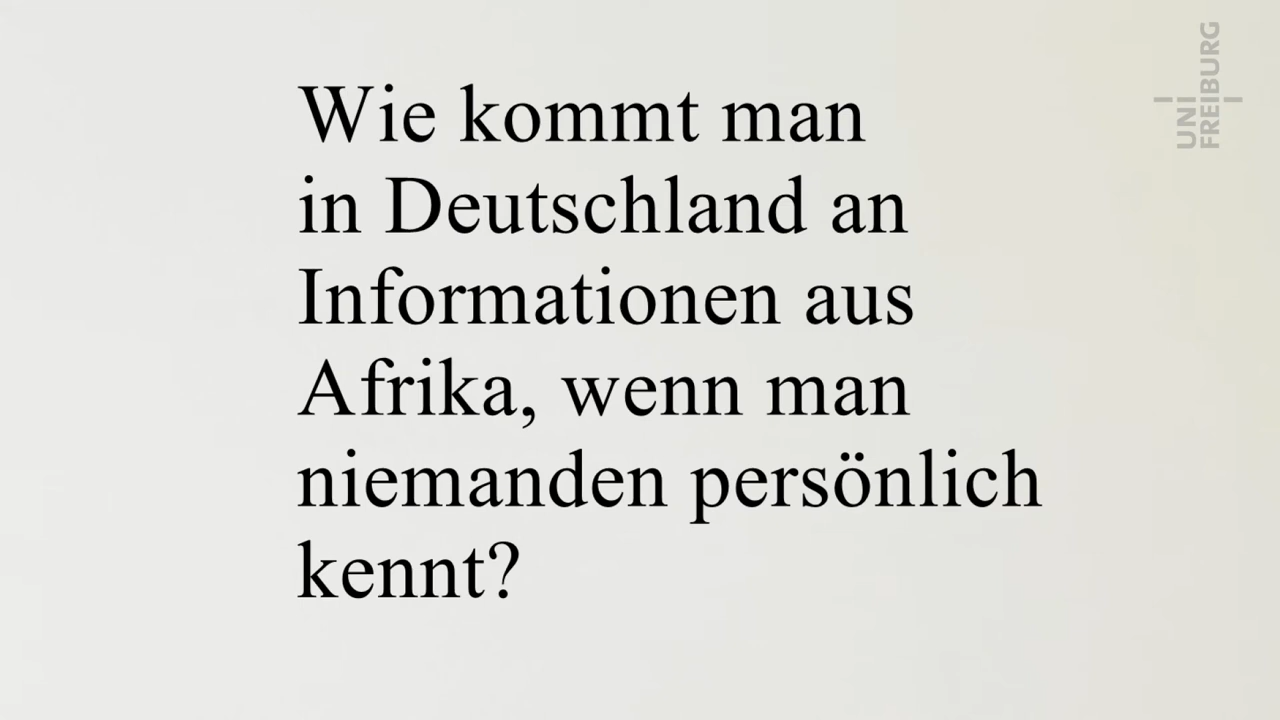 Wie kommt man
in Deutschland an
Informationen aus
Afrika, wenn man
niemanden persönlich
kennt?
UNI
FREIBURG